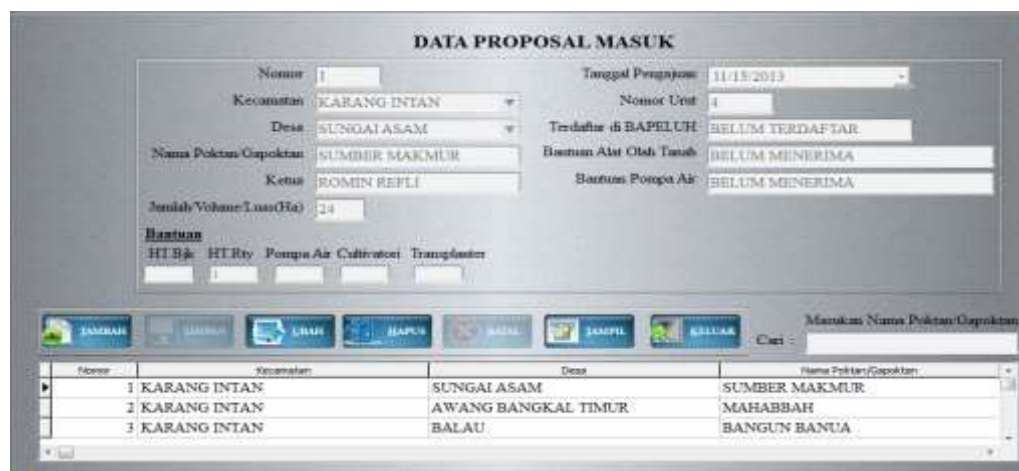 DATA PROPOSAL MASUK
Nomor 1
Kecamatan KARANG INTAN
Desa SUNGAI ASAM
Nama Poktan/Gapoktan SUMBER MAKMUR
Ketua ROMIN REFLI
Jumlah/Volume/Luas(Ha) 24
Tanggal Pengajuan 11/15/2013
Nomor Urut 4
Terdaftar di BAPELUH BELUM TERDAFTAR
Bantuan Alat Olah Tanah BELUM MENERIMA
Bantuan Pompa Air BELUM MENERIMA
Bantuan
HT.Bjk HT.Rty Pompa Air Cultivatori Transplanter
1
TAMBAH SIMPAN UBAH HAPUS BATAL TAMPIL KELUAR
Masukan Nama Poktan/Gapoktan
Cari :
Nomor Kecamatan Desa Nama Poktan/Gapoktan
1 KARANG INTAN SUNGAI ASAM SUMBER MAKMUR
2 KARANG INTAN AWANG BANGKAL TIMUR MAHABBAH
3 KARANG INTAN BALAU BANGUN BANUA